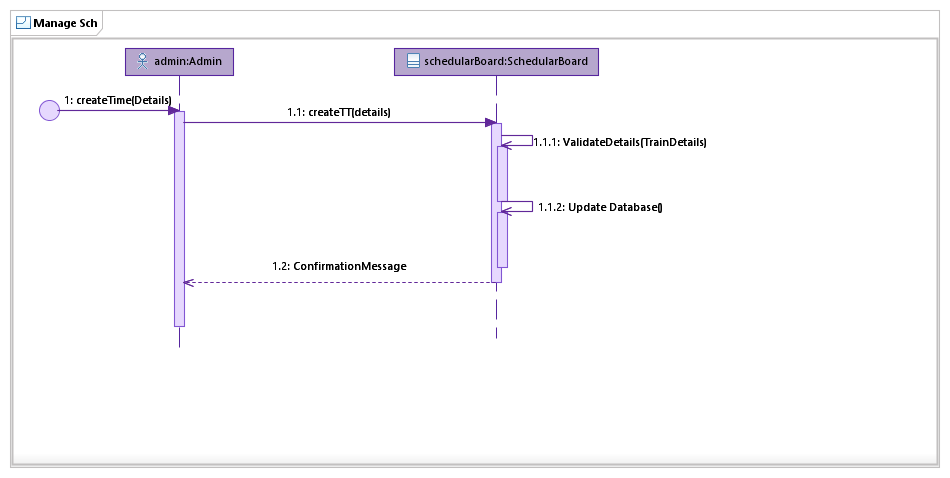 Manage Sch
admin:Admin
schedularBoard:SchedularBoard
1: createTime(Details)
1.1: createTT(details)
1.1.1: ValidateDetails(TrainDetails)
1.1.2: Update Database()
1.2: ConfirmationMessage